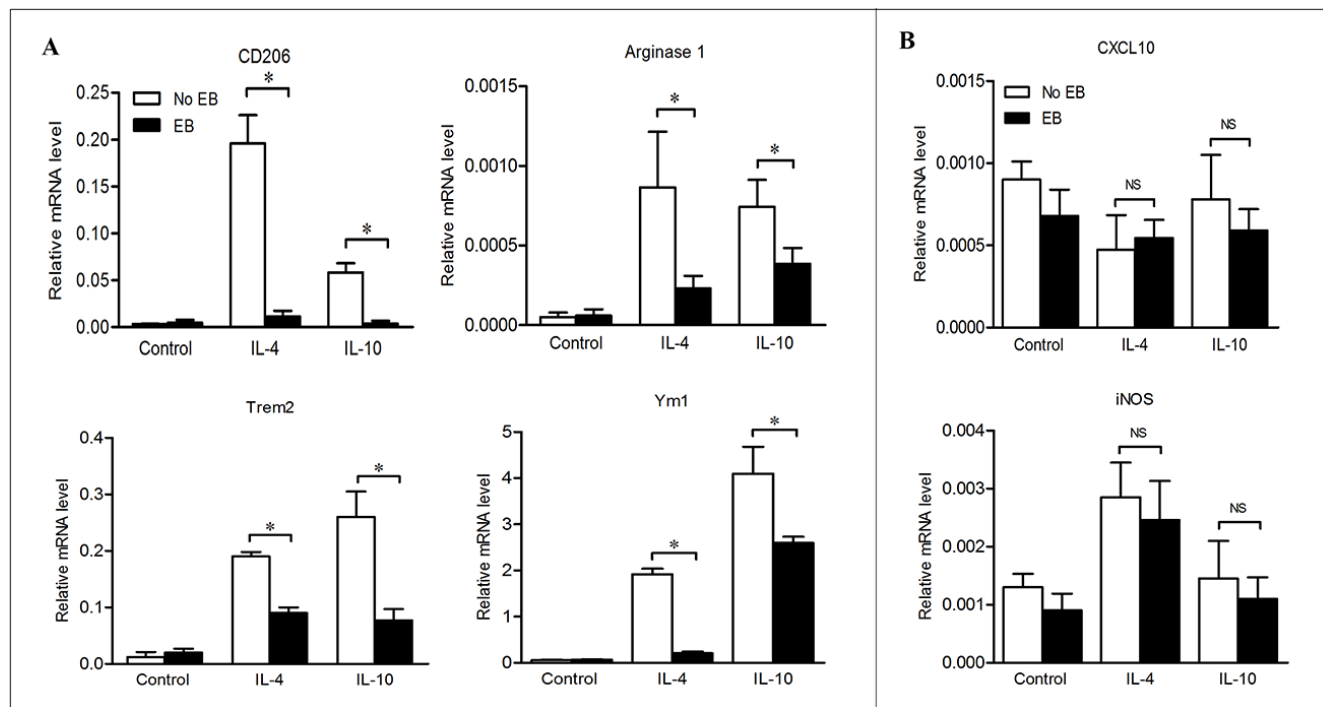 A
CD206
Relative mRNA level
0.25
0.20
0.15
0.10
0.05
0.00
No EB
EB
*
*
Control IL-4 IL-10
Arginase 1
Relative mRNA level
0.0015
0.0010
0.0005
0.0000
*
*
Control IL-4 IL-10
Trem2
Relative mRNA level
0.4
0.3
0.2
0.1
0.0
*
*
Control IL-4 IL-10
Ym1
Relative mRNA level
5
4
3
2
1
0
*
*
Control IL-4 IL-10
B
CXCL10
Relative mRNA level
0.0015
0.0010
0.0005
0.0000
No EB
EB
NS
NS
Control IL-4 IL-10
iNOS
Relative mRNA level
0.004
0.003
0.002
0.001
0.000
NS
NS
Control IL-4 IL-10